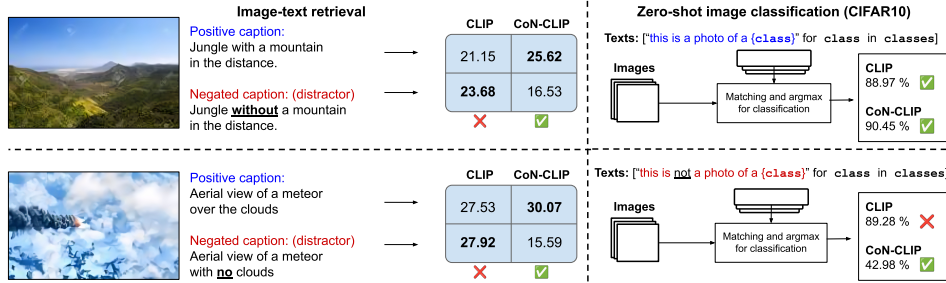 Image-text retrieval
Positive caption:
Jungle with a mountain
in the distance.
Negated caption: (distractor)
Jungle without a mountain
in the distance.
CLIP CoN-CLIP
21.15 25.62
23.68 16.53
❌ ✅
Positive caption:
Aerial view of a meteor
over the clouds
Negated caption: (distractor)
Aerial view of a meteor
with no clouds
CLIP CoN-CLIP
27.53 30.07
27.92 15.59
❌ ✅
Zero-shot image classification (CIFAR10)
Texts: ["this is a photo of a {class}" for class in classes]
Images
Matching and argmax
for classification
CLIP
88.97 % ✅
CoN-CLIP
90.45 % ✅
Texts: ["this is not a photo of a {class}" for class in classes]
Images
Matching and argmax
for classification
CLIP
89.28 % ❌
CoN-CLIP
42.98 % ✅